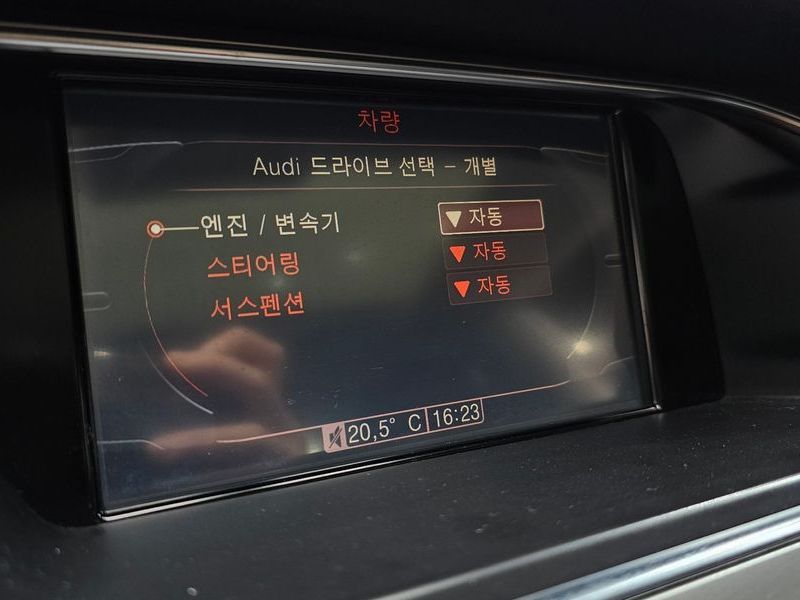 차량
Audi 드라이브 선택 - 개별
엔진 / 변속기 ▼ 자동
스티어링 ▼ 자동
서스펜션 ▼ 자동
20,5° C 16:23